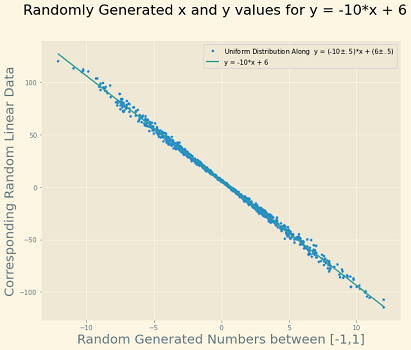 Randomly Generated x and y values for y = -10*x + 6
Uniform Distribution Along y = (-10±.5)*x + (6±.5)
y = -10*x + 6
Corresponding Random Linear Data
100
50
0
−50
−100
−10
−5
0
5
10
Random Generated Numbers between [-1,1]